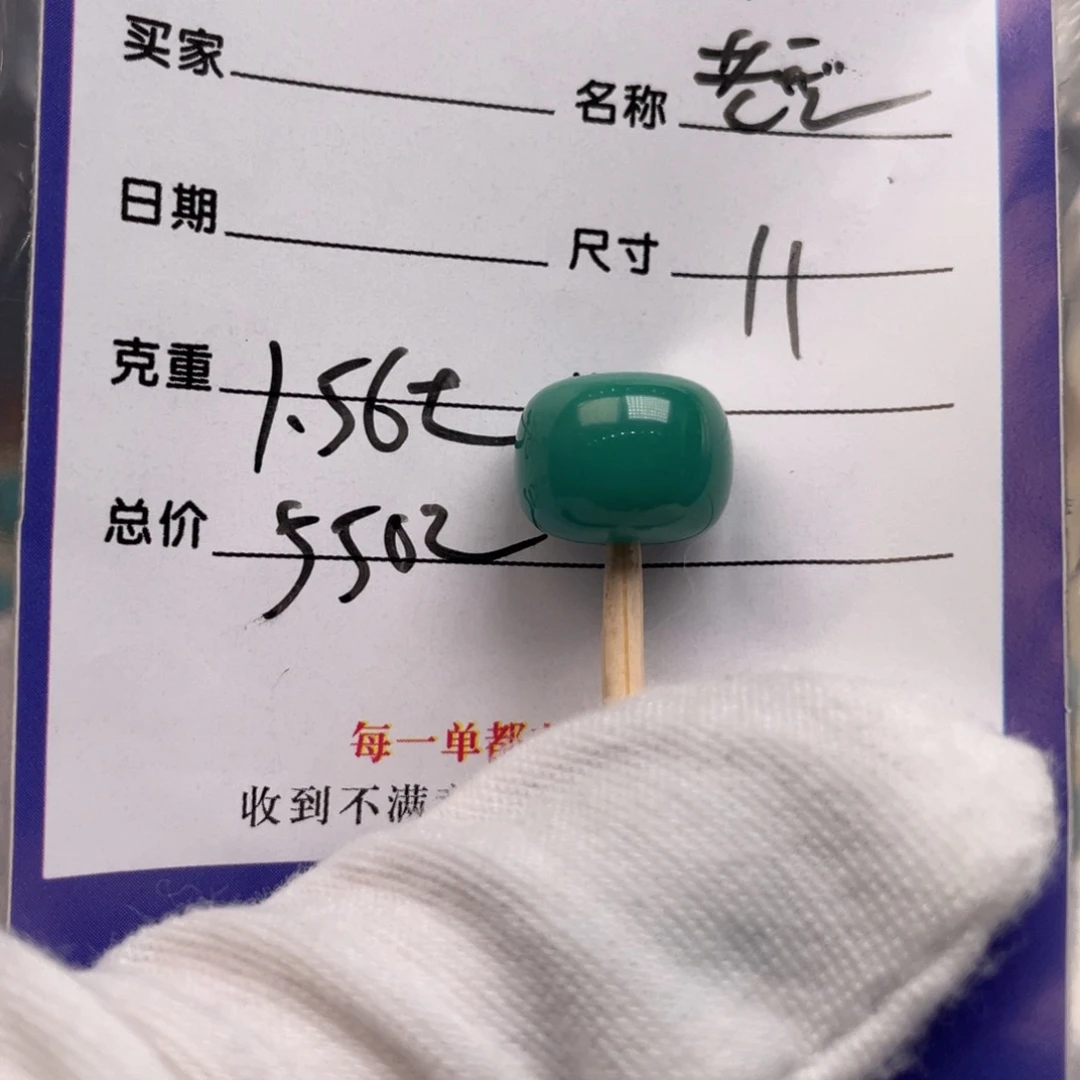 买家 名称
日期 尺寸 11
克重 1.56
总价 550
每一单都
收到不满